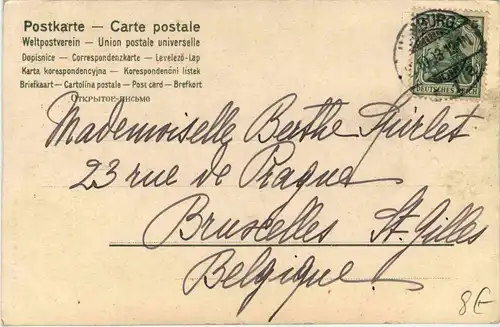 Postkarte — Carte postale
Weltpostverein — Union postale universelle
Dopisnice — Correspondenzkarte — Levelező-Lap
Karta korespondencyjna — Korespondenční lístek
Briefkaart — Cartolina postale — Post card — Brefkort
Открытое-письмо
DEUTSCHES REICH
Mademoiselle Berthe Spurlet
23 rue de Prague
Bruxelles St. Gilles
Belgique
8€